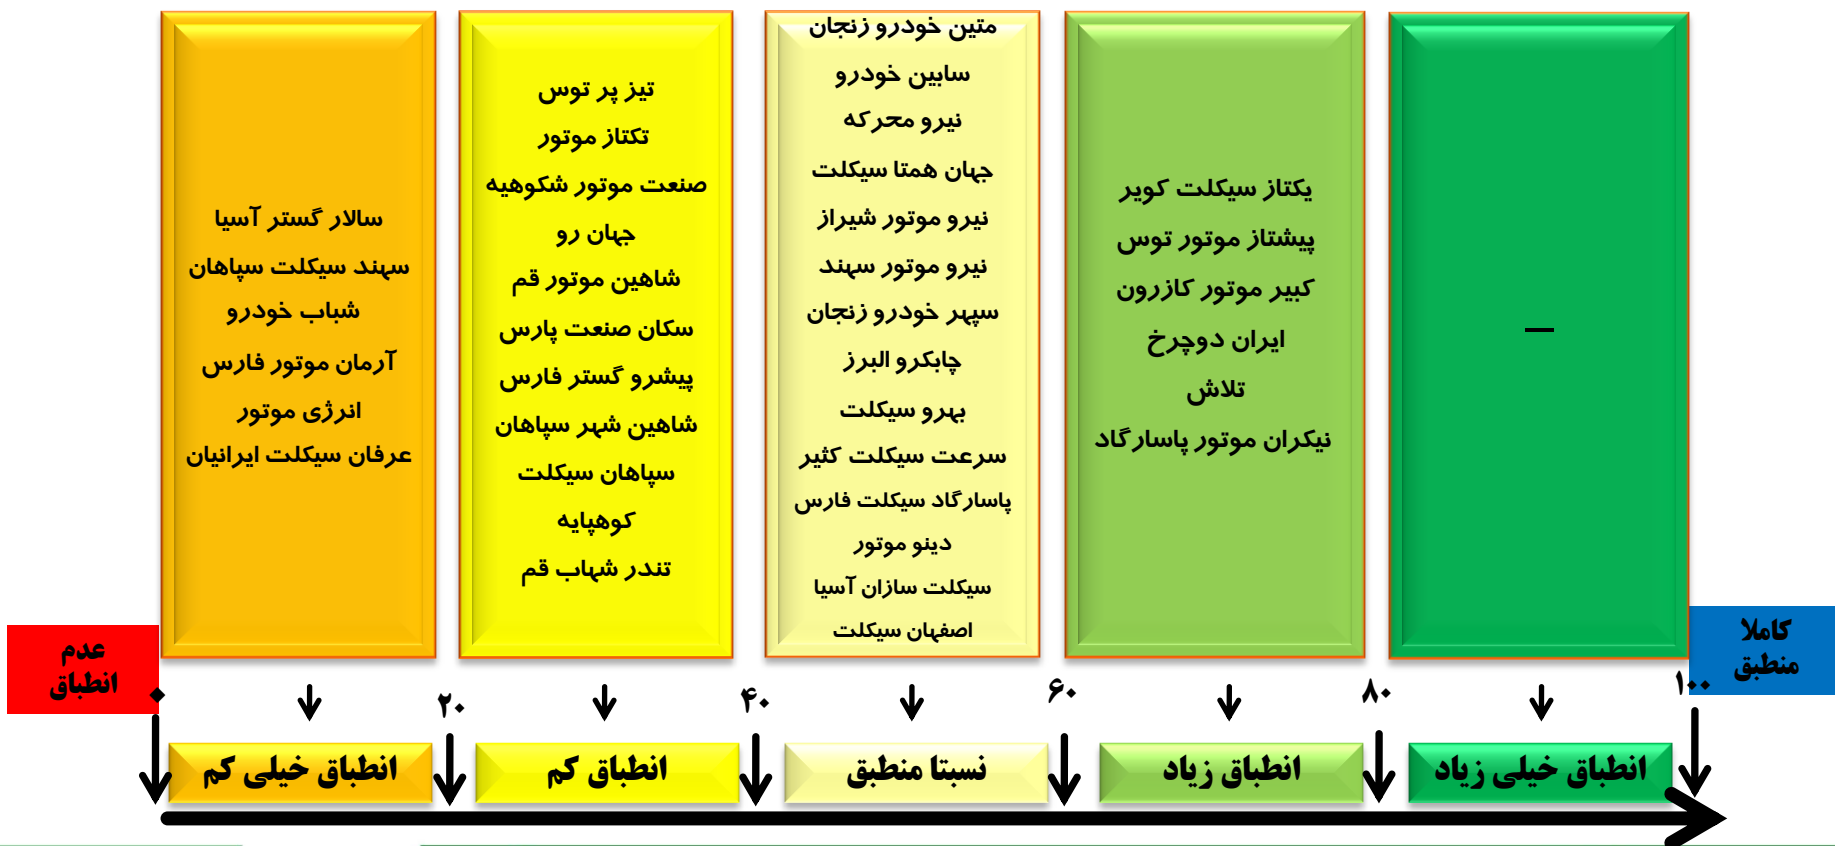 متین خودرو زنجان
سابین خودرو
نیرو محرکه
جهان همتا سیکلت
نیرو موتور شیراز
نیرو موتور سهند
سپهر خودرو زنجان
چابکرو البرز
بهرو سیکلت
سرعت سیکلت کثیر
پاسارگاد سیکلت فارس
دینو موتور
سیکلت سازان آسیا
اصفهان سیکلت
تیز پر توس
تکتاز موتور
صنعت موتور شکوهیه
جهان رو
شاهین موتور قم
سکان صنعت پارس
پیشرو گستر فارس
شاهین شهر سپاهان
سپاهان سیکلت
کوهپایه
تندر شهاب قم
یکتاز سیکلت کویر
پیشتاز موتور توس
کبیر موتور کازرون
ایران دوچرخ
تلاش
نیکران موتور پاسارگاد
سالار گستر آسیا
سهند سیکلت سپاهان
شباب خودرو
آرمان موتور فارس
انرژی موتور
عرفان سیکلت ایرانیان
–
کاملا
منطبق
عدم
انطباق
۰
۲۰
۴۰
۶۰
۸۰
۱۰۰
انطباق خیلی زیاد
انطباق زیاد
نسبتا منطبق
انطباق کم
انطباق خیلی کم